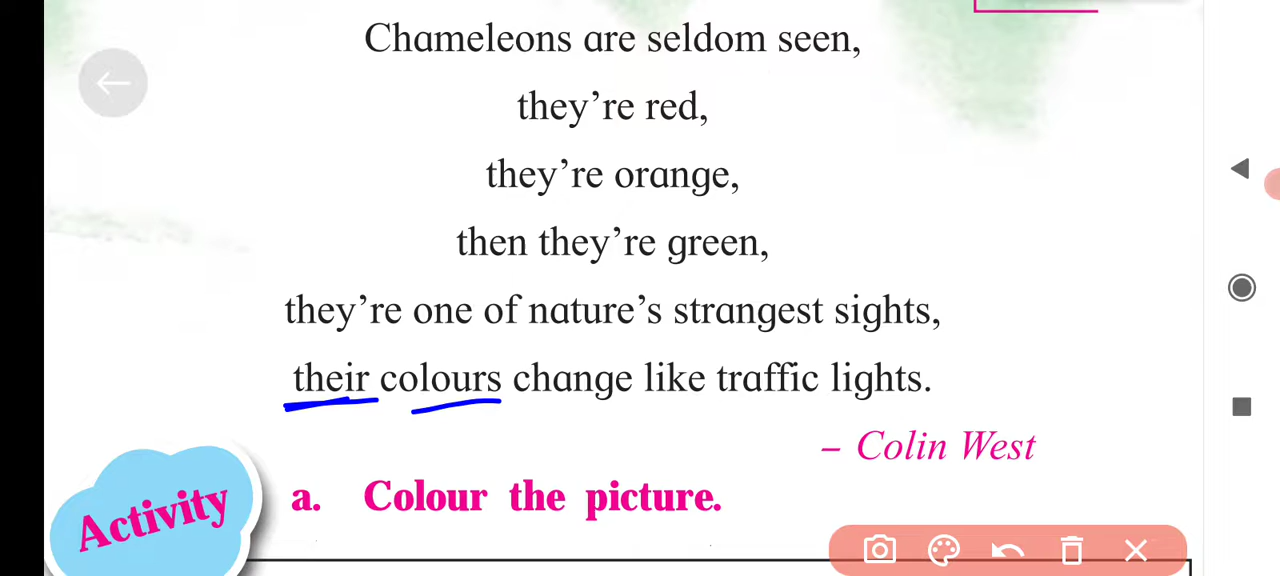 Chameleons are seldom seen,
they're red,
they're orange,
then they're green,
they're one of nature's strangest sights,
their colours change like traffic lights.
– Colin West
Activity
a. Colour the picture.